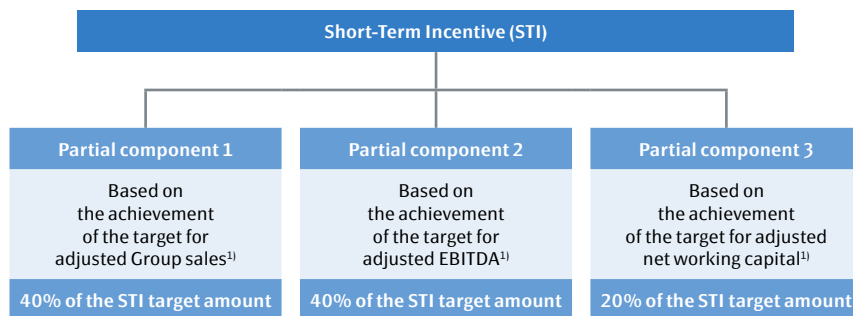 Short-Term Incentive (STI)
Partial component 1
Based on
the achievement
of the target for
adjusted Group sales¹⁾
40% of the STI target amount
Partial component 2
Based on
the achievement
of the target for
adjusted EBITDA¹⁾
40% of the STI target amount
Partial component 3
Based on
the achievement
of the target for adjusted
net working capital¹⁾
20% of the STI target amount